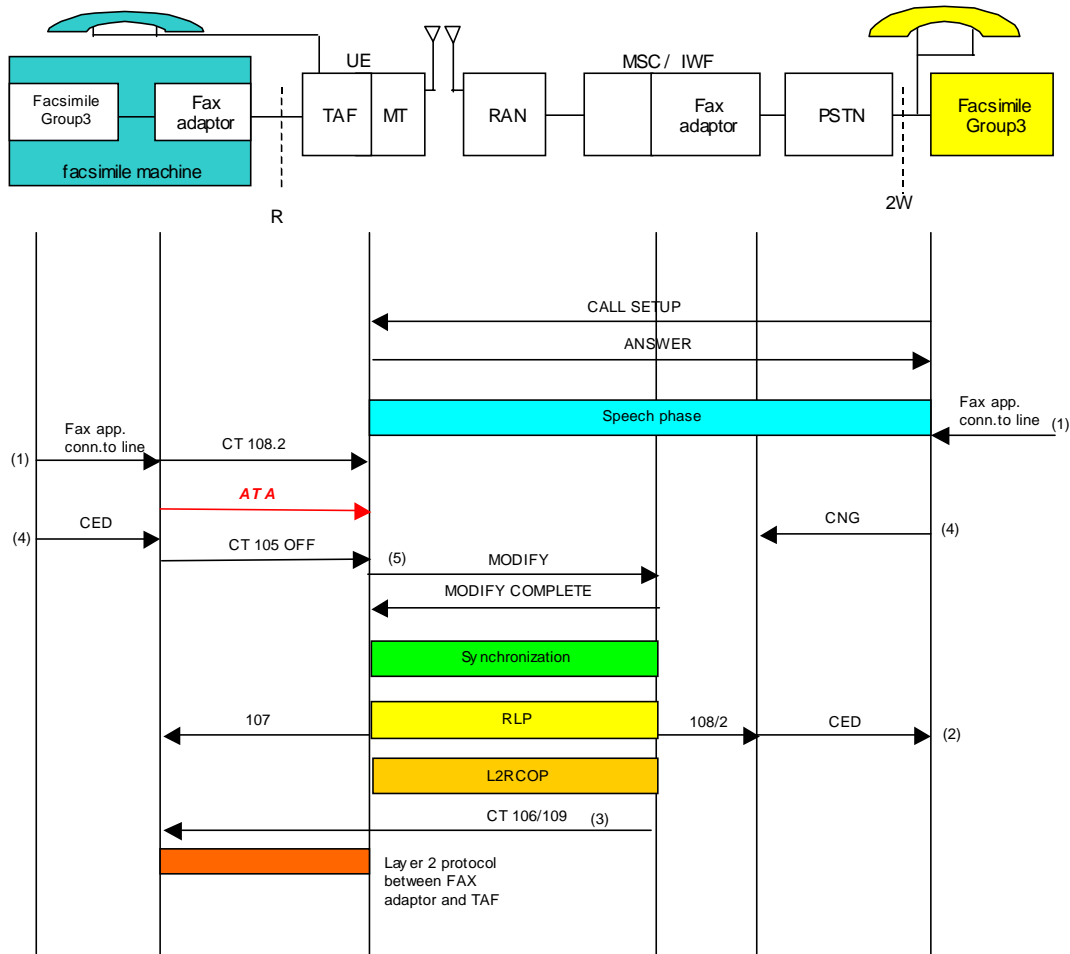 UE
MSC / IWF
Facsimile
Group3
Fax
adaptor
TAF
MT
RAN
Fax
adaptor
PSTN
Facsimile
Group3
facsimile machine
R
2W
CALL SETUP
ANSWER
Speech phase
Fax app.
conn.to line
(1)
Fax app.
conn.to line
(1)
CT 108.2
ATA
(4)
CED
CNG
(4)
CT 105 OFF
(5)
MODIFY
MODIFY COMPLETE
Synchronization
107
RLP
108/2
CED
(2)
L2RCOP
CT 106/109
(3)
Layer 2 protocol
between FAX
adaptor and TAF